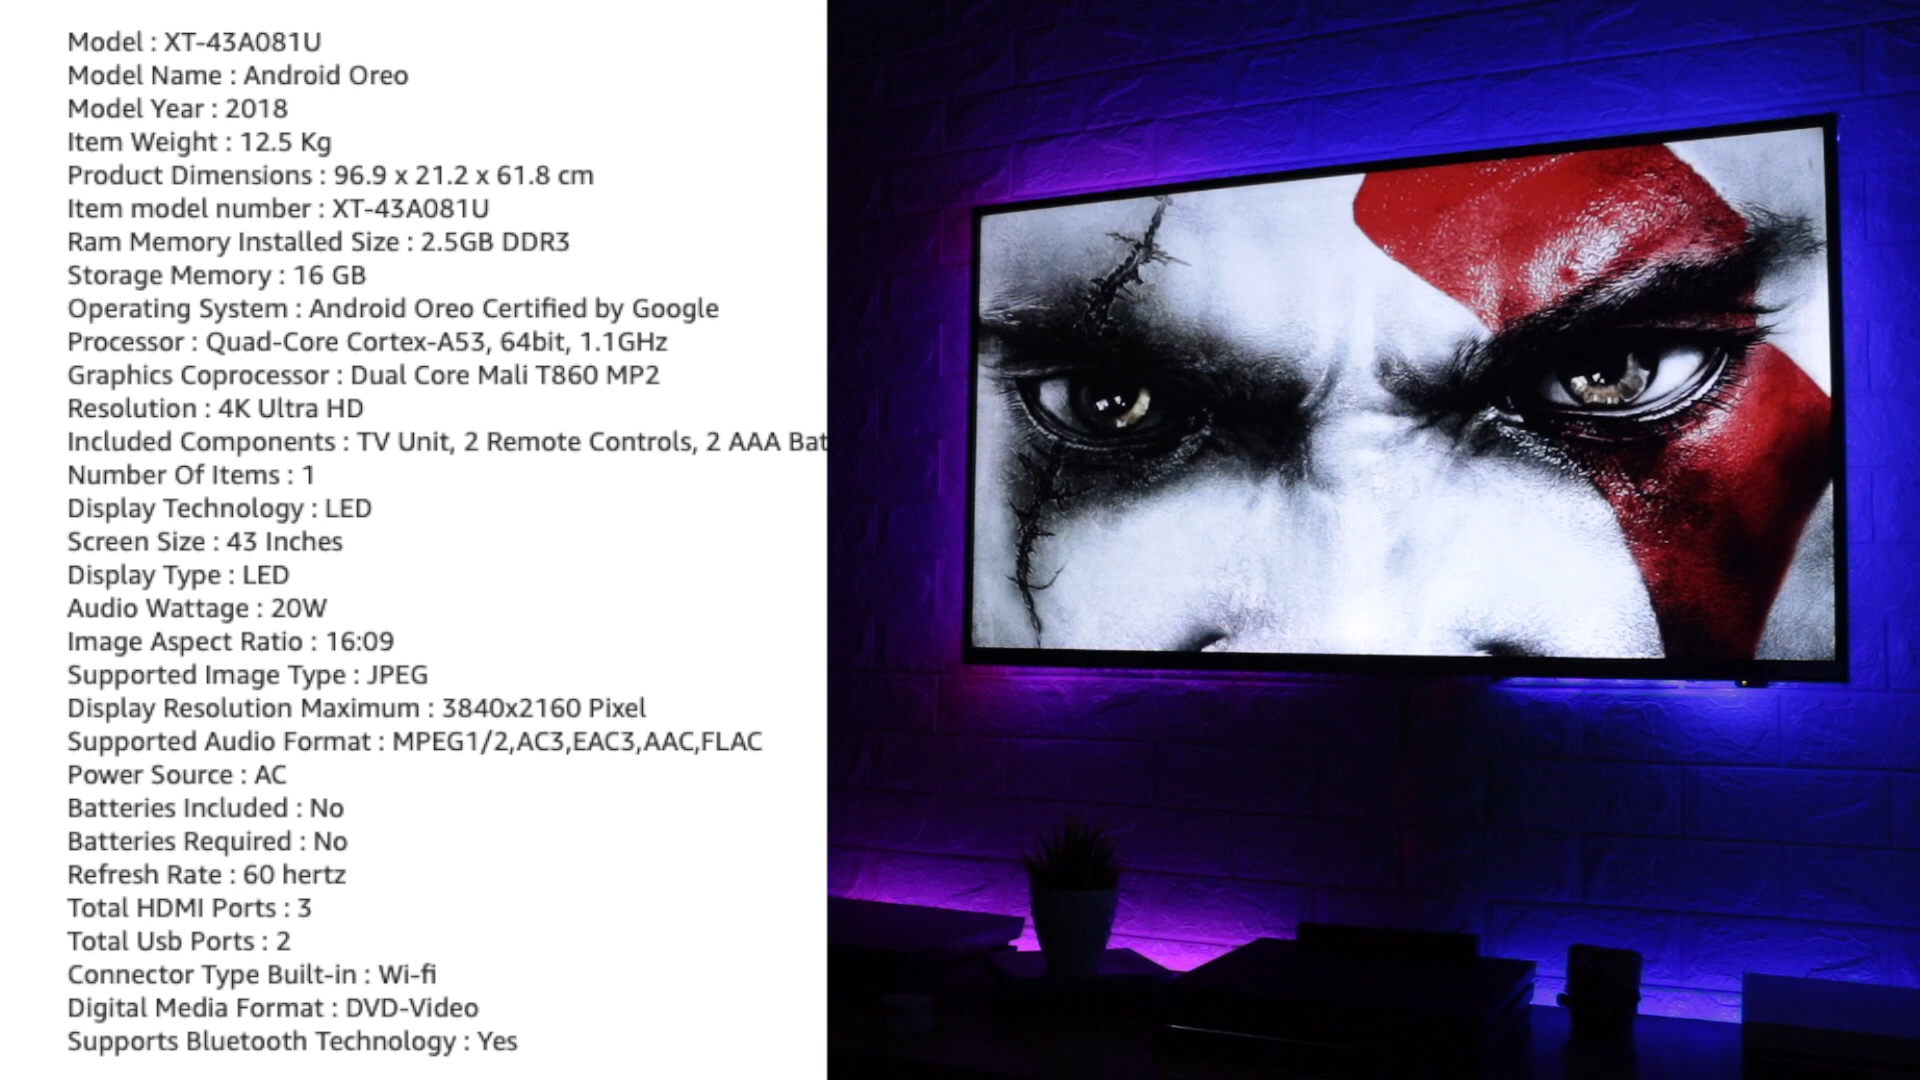 Model : XT-43A081U
Model Name : Android Oreo
Model Year : 2018
Item Weight : 12.5 Kg
Product Dimensions : 96.9 x 21.2 x 61.8 cm
Item model number : XT-43A081U
Ram Memory Installed Size : 2.5GB DDR3
Storage Memory : 16 GB
Operating System : Android Oreo Certified by Google
Processor : Quad-Core Cortex-A53, 64bit, 1.1GHz
Graphics Coprocessor : Dual Core Mali T860 MP2
Resolution : 4K Ultra HD
Included Components : TV Unit, 2 Remote Controls, 2 AAA Bat
Number Of Items : 1
Display Technology : LED
Screen Size : 43 Inches
Display Type : LED
Audio Wattage : 20W
Image Aspect Ratio : 16:09
Supported Image Type : JPEG
Display Resolution Maximum : 3840x2160 Pixel
Supported Audio Format : MPEG1/2,AC3,EAC3,AAC,FLAC
Power Source : AC
Batteries Included : No
Batteries Required : No
Refresh Rate : 60 hertz
Total HDMI Ports : 3
Total Usb Ports : 2
Connector Type Built-in : Wi-fi
Digital Media Format : DVD-Video
Supports Bluetooth Technology : Yes